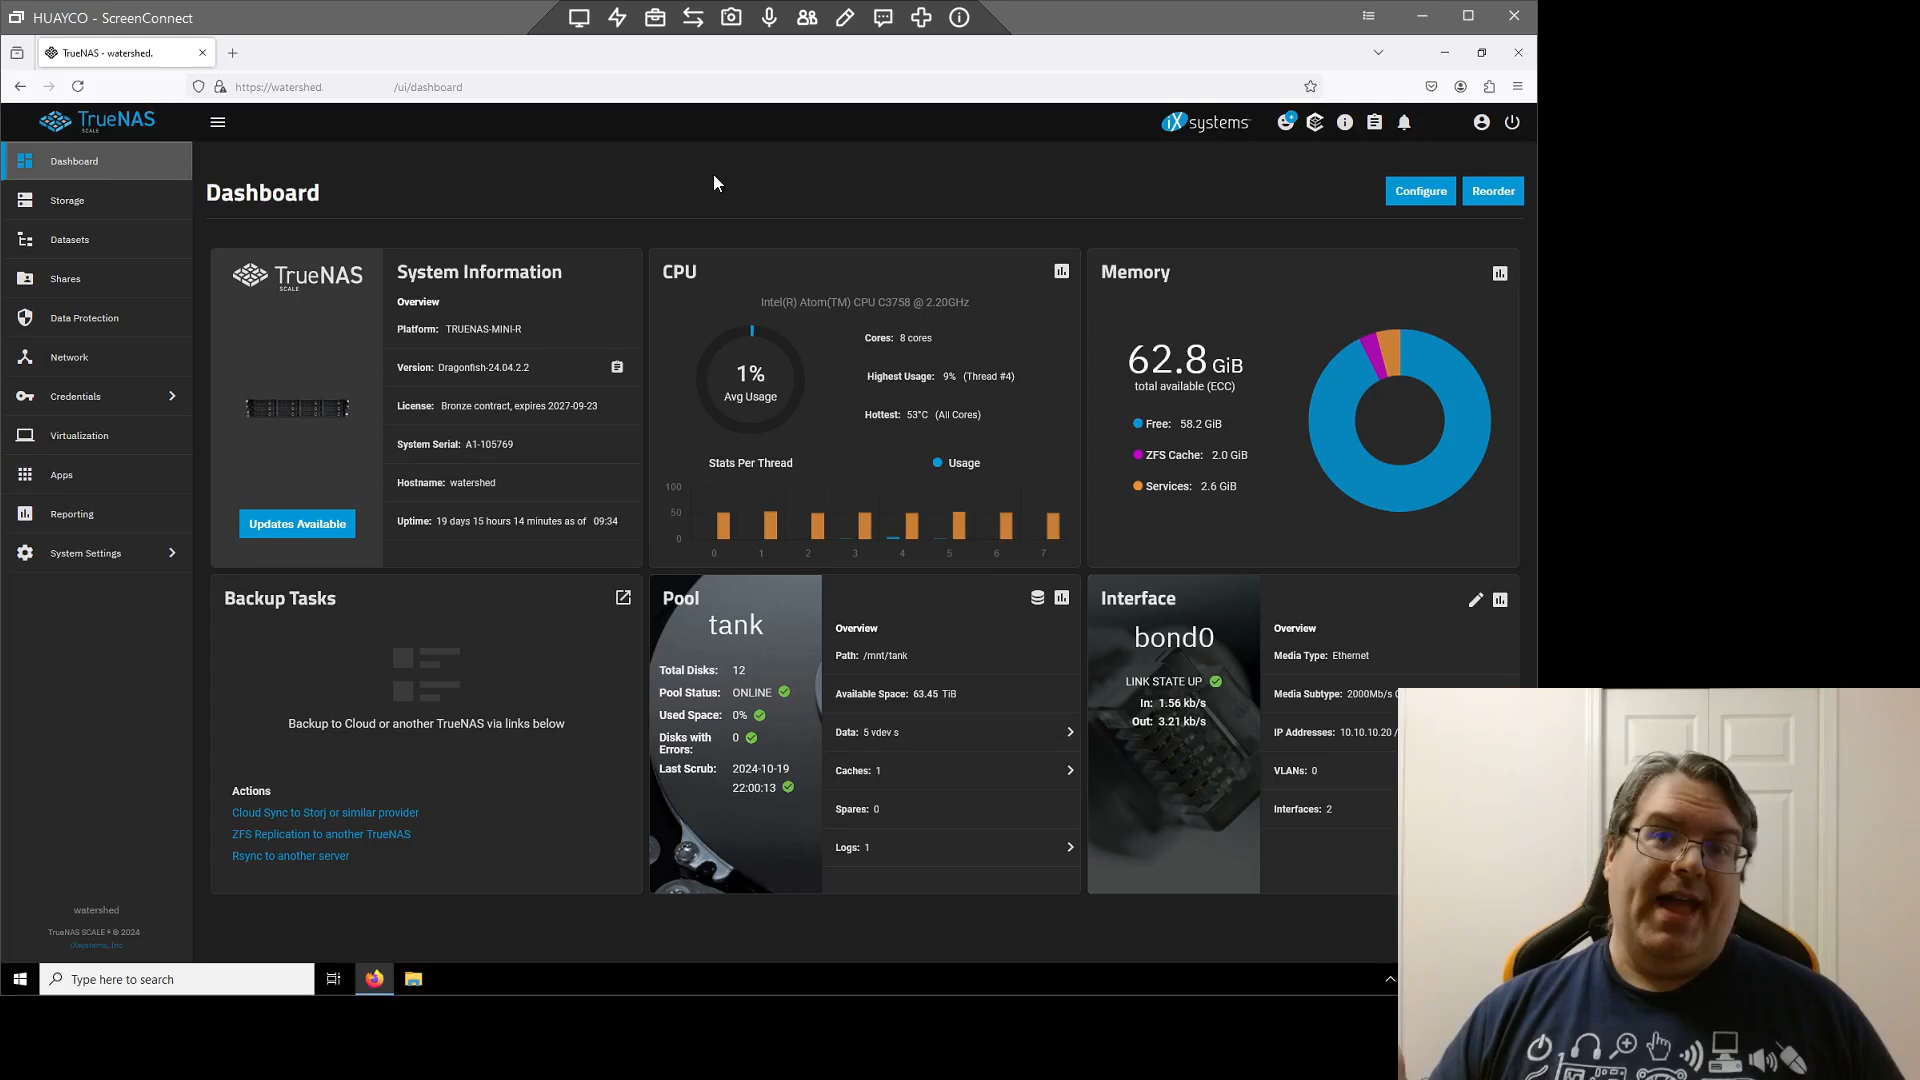 HUAYCO - ScreenConnect
TrueNAS - watershed.
https://watershed. /ui/dashboard
TrueNAS
SCALE
iX systems
Dashboard
Storage
Datasets
Shares
Data Protection
Network
Credentials
Virtualization
Apps
Reporting
System Settings
watershed
TrueNAS SCALE ® © 2024
iXsystems, Inc
Dashboard
Configure
Reorder
TrueNAS
SCALE
Updates Available
System Information
Overview
Platform: TRUENAS-MINI-R
Version: Dragonfish-24.04.2.2
License: Bronze contract, expires 2027-09-23
System Serial: A1-105769
Hostname: watershed
Uptime: 19 days 15 hours 14 minutes as of 09:34
CPU
Intel(R) Atom(TM) CPU C3758 @ 2.20GHz
1%
Avg Usage
Cores: 8 cores
Highest Usage: 9% (Thread #4)
Hottest: 53°C (All Cores)
Stats Per Thread
Usage
100
50
0
0 1 2 3 4 5 6 7
Memory
62.8 GiB
total available (ECC)
Free: 58.2 GiB
ZFS Cache: 2.0 GiB
Services: 2.6 GiB
Backup Tasks
Backup to Cloud or another TrueNAS via links below
Actions
Cloud Sync to Storj or similar provider
ZFS Replication to another TrueNAS
Rsync to another server
Pool
tank
Total Disks: 12
Pool Status: ONLINE
Used Space: 0%
Disks with Errors: 0
Last Scrub: 2024-10-19
22:00:13
Overview
Path: /mnt/tank
Available Space: 63.45 TiB
Data: 5 vdev s
Caches: 1
Spares: 0
Logs: 1
Interface
bond0
LINK STATE UP
In: 1.56 kb/s
Out: 3.21 kb/s
Overview
Media Type: Ethernet
Media Subtype: 2000Mb/s
IP Addresses: 10.10.10.20 /
VLANs: 0
Interfaces: 2
Type here to search